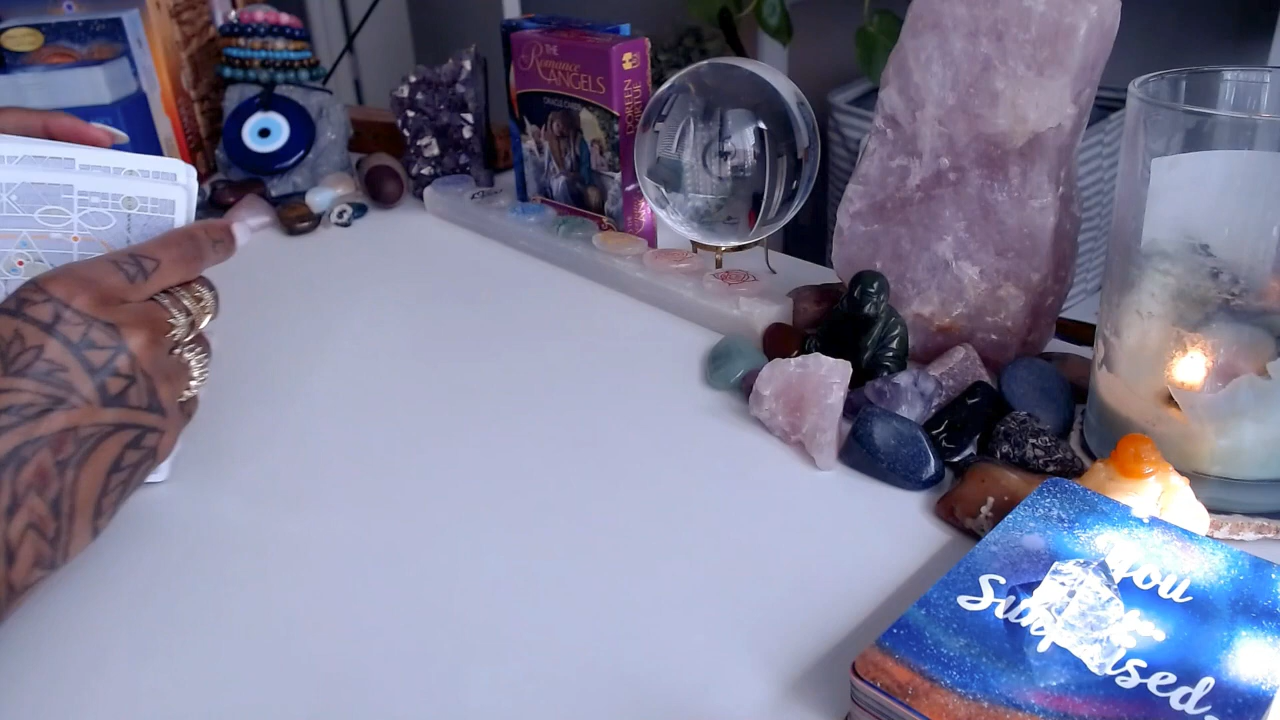 THE
Romance
ANGELS
ORACLE CARDS
DOREEN
VIRTUE
You
Surprised